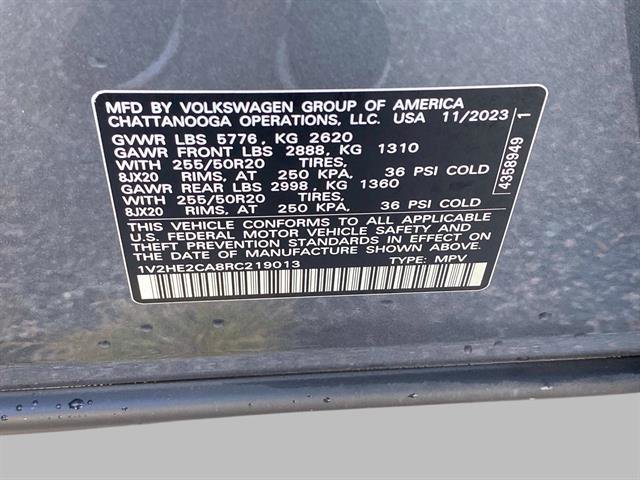 MFD BY VOLKSWAGEN GROUP OF AMERICA
CHATTANOOGA OPERATIONS, LLC. USA 11/2023
GVWR LBS 5776, KG 2620
GAWR FRONT LBS 2888, KG 1310
WITH 255/50R20 TIRES,
8JX20 RIMS, AT 250 KPA, 36 PSI COLD
GAWR REAR LBS 2998, KG 1360
WITH 255/50R20 TIRES,
8JX20 RIMS, AT 250 KPA, 36 PSI COLD
THIS VEHICLE CONFORMS TO ALL APPLICABLE
U.S. FEDERAL MOTOR VEHICLE SAFETY AND
THEFT PREVENTION STANDARDS IN EFFECT ON
THE DATE OF MANUFACTURE SHOWN ABOVE.
1V2HE2CA8RC219013 TYPE: MPV
4358949 1